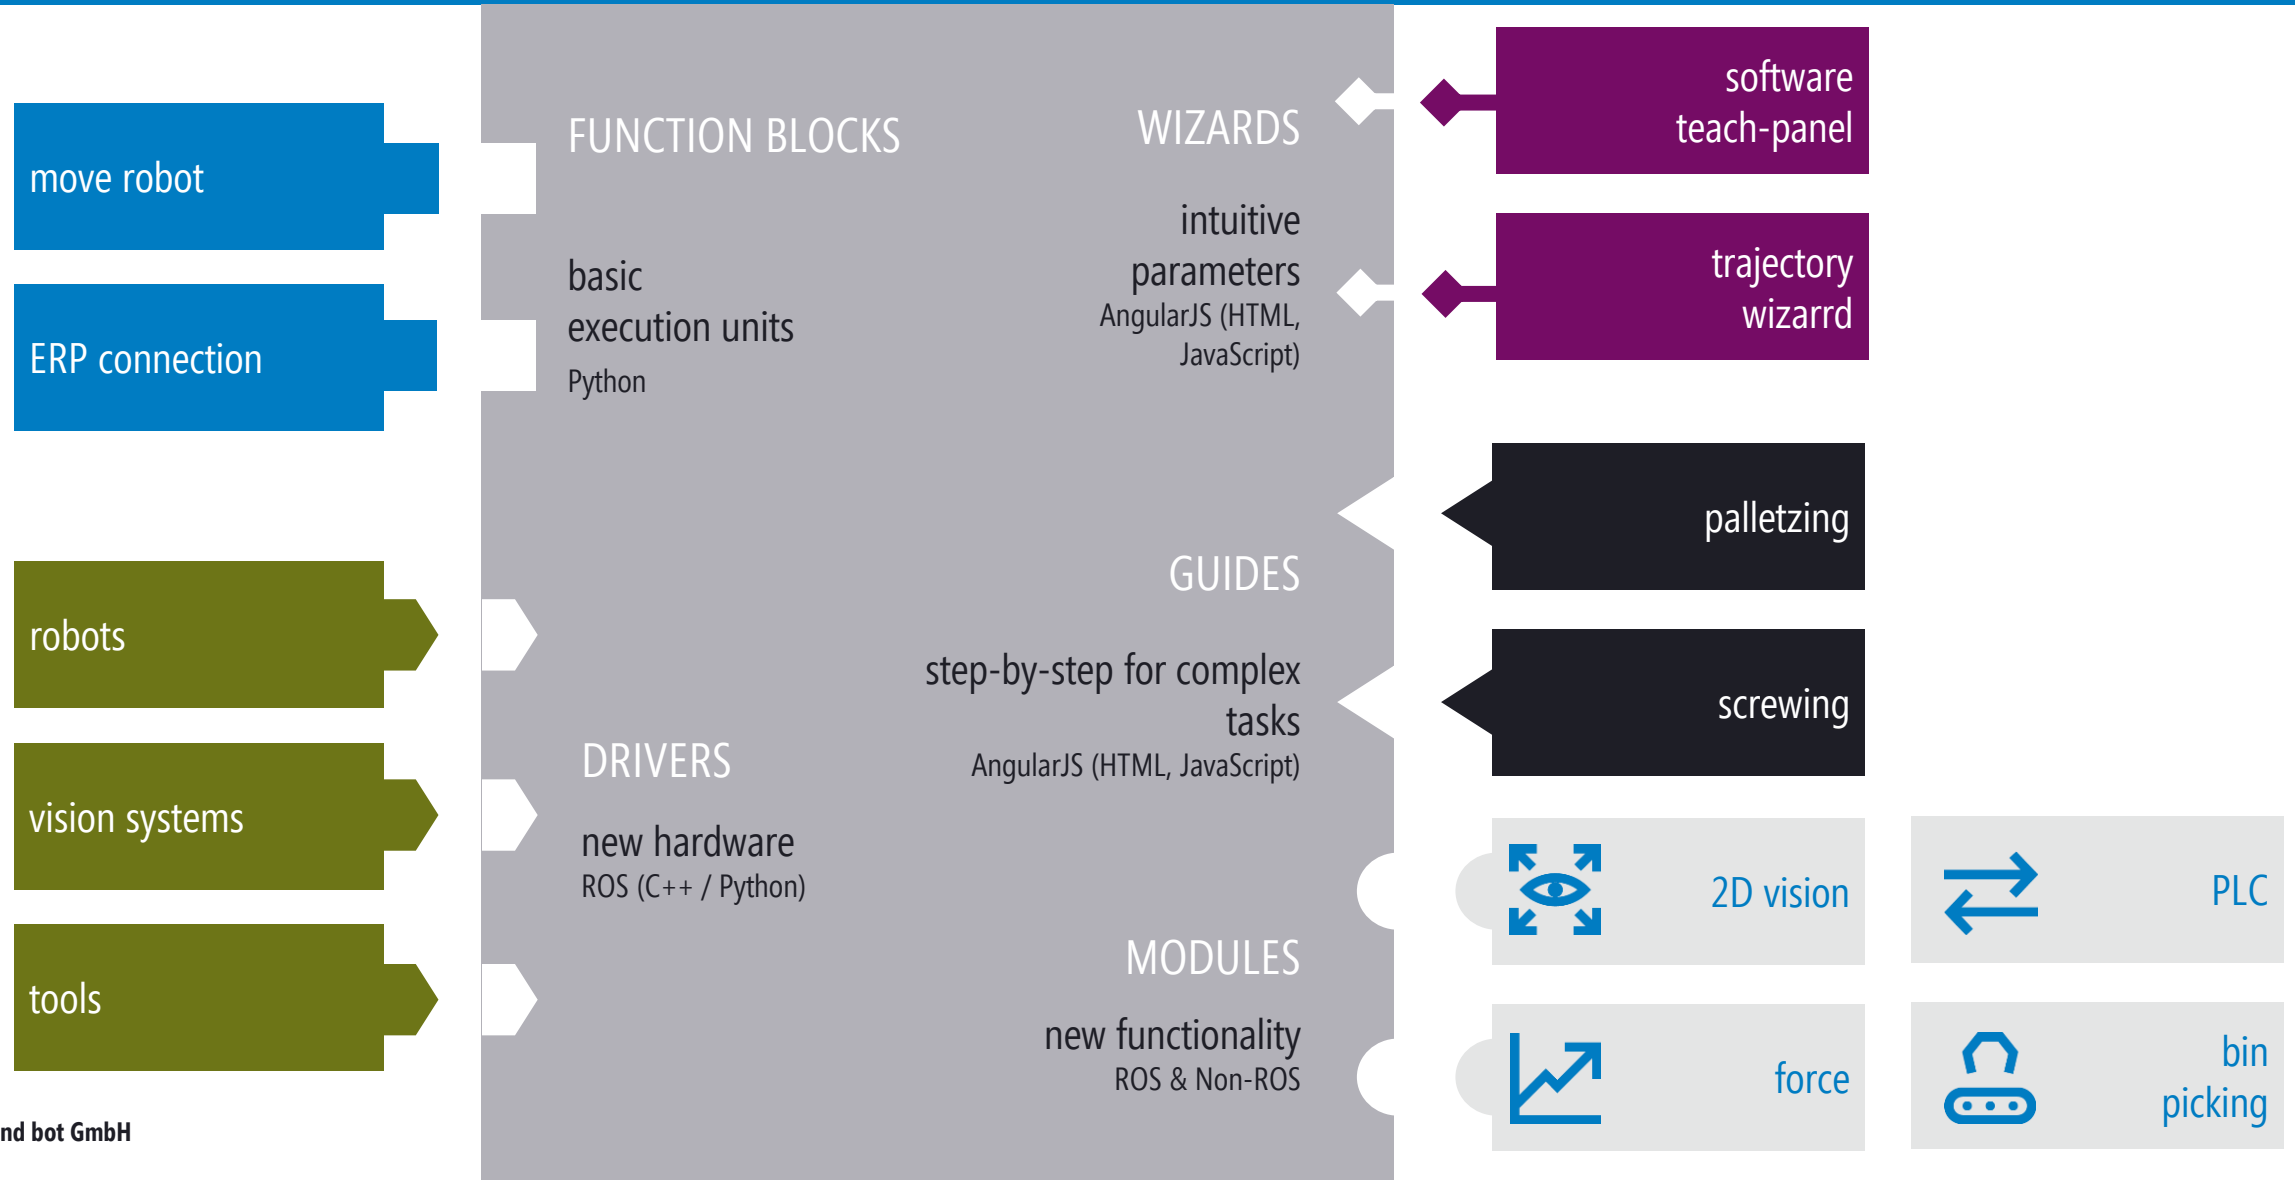 move robot
ERP connection
robots
vision systems
tools
nd bot GmbH
FUNCTION BLOCKS
basic
execution units
Python
DRIVERS
new hardware
ROS (C++ / Python)
WIZARDS
intuitive
parameters
AngularJS (HTML,
JavaScript)
GUIDES
step-by-step for complex
tasks
AngularJS (HTML, JavaScript)
MODULES
new functionality
ROS & Non-ROS
software
teach-panel
trajectory
wizarrd
palletzing
screwing
2D vision
PLC
force
bin
picking